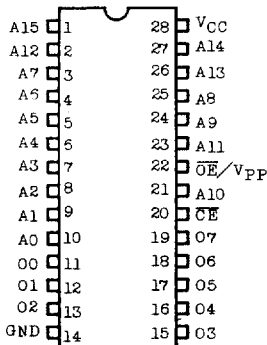 A15 1 28 VCC
A12 2 27 A14
A7 3 26 A13
A6 4 25 A8
A5 5 24 A9
A4 6 23 A11
A3 7 22 O̅E̅/VPP
A2 8 21 A10
A1 9 20 C̅E̅
A0 10 19 O7
O0 11 18 O6
O1 12 17 O5
O2 13 16 O4
GND 14 15 O3